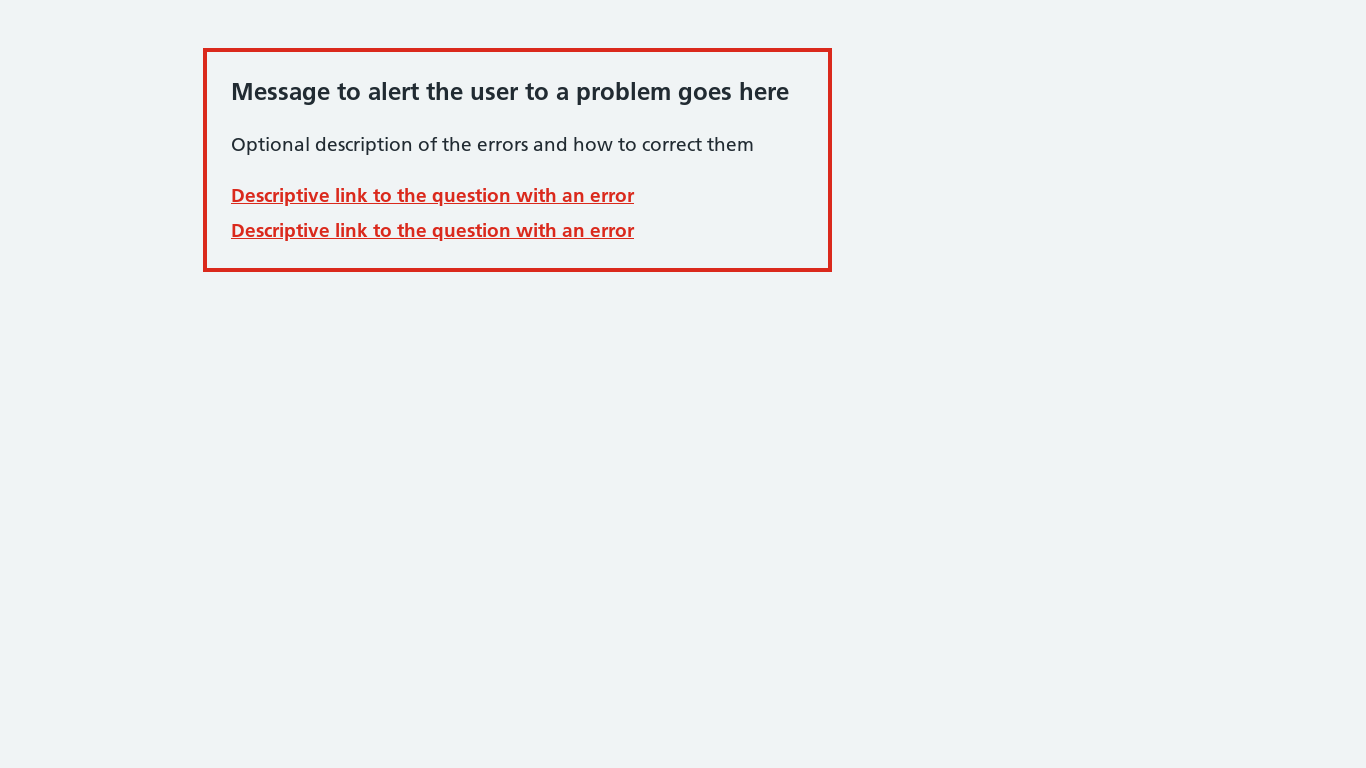 Message to alert the user to a problem goes here
Optional description of the errors and how to correct them
Descriptive link to the question with an error
Descriptive link to the question with an error